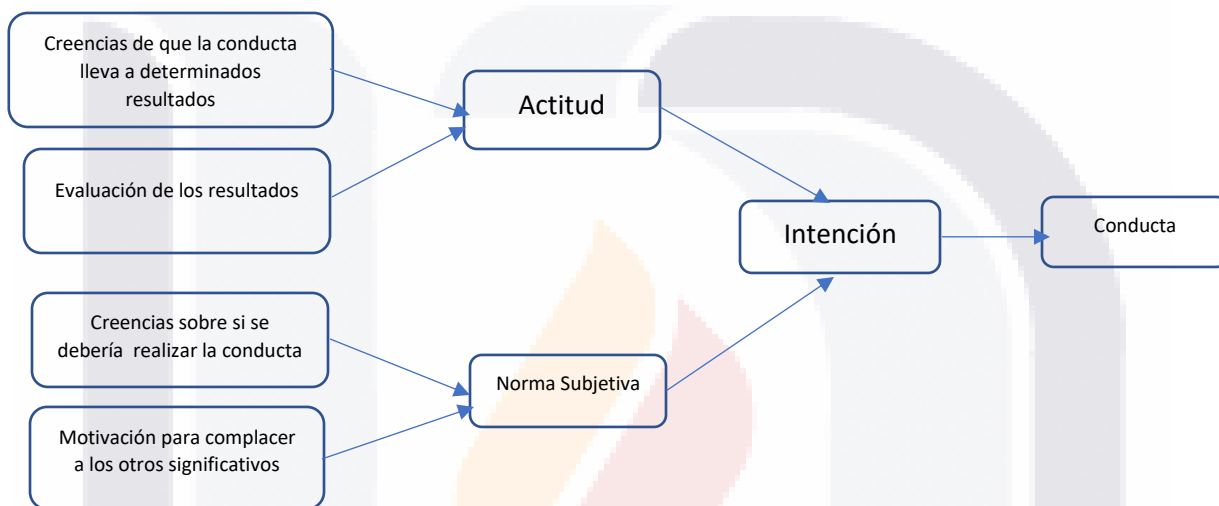 Creencias de que la conducta
lleva a determinados
resultados
Evaluación de los resultados
Creencias sobre si se
debería realizar la conducta
Motivación para complacer
a los otros significativos
Actitud
Norma Subjetiva
Intención
Conducta